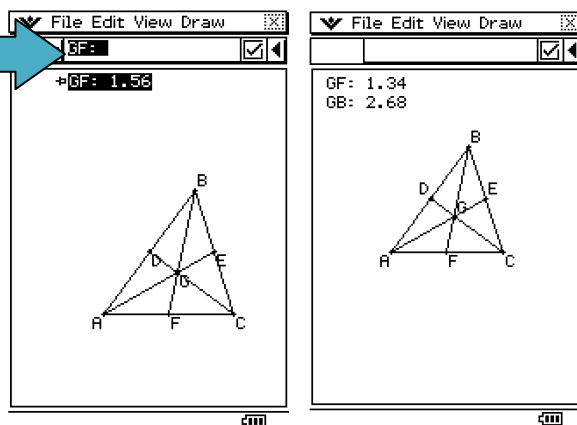 File Edit View Draw
GF:
GF: 1.56
B
D
E
G
A
F
C
File Edit View Draw
GF: 1.34
GB: 2.68
B
D
E
G
A
F
C